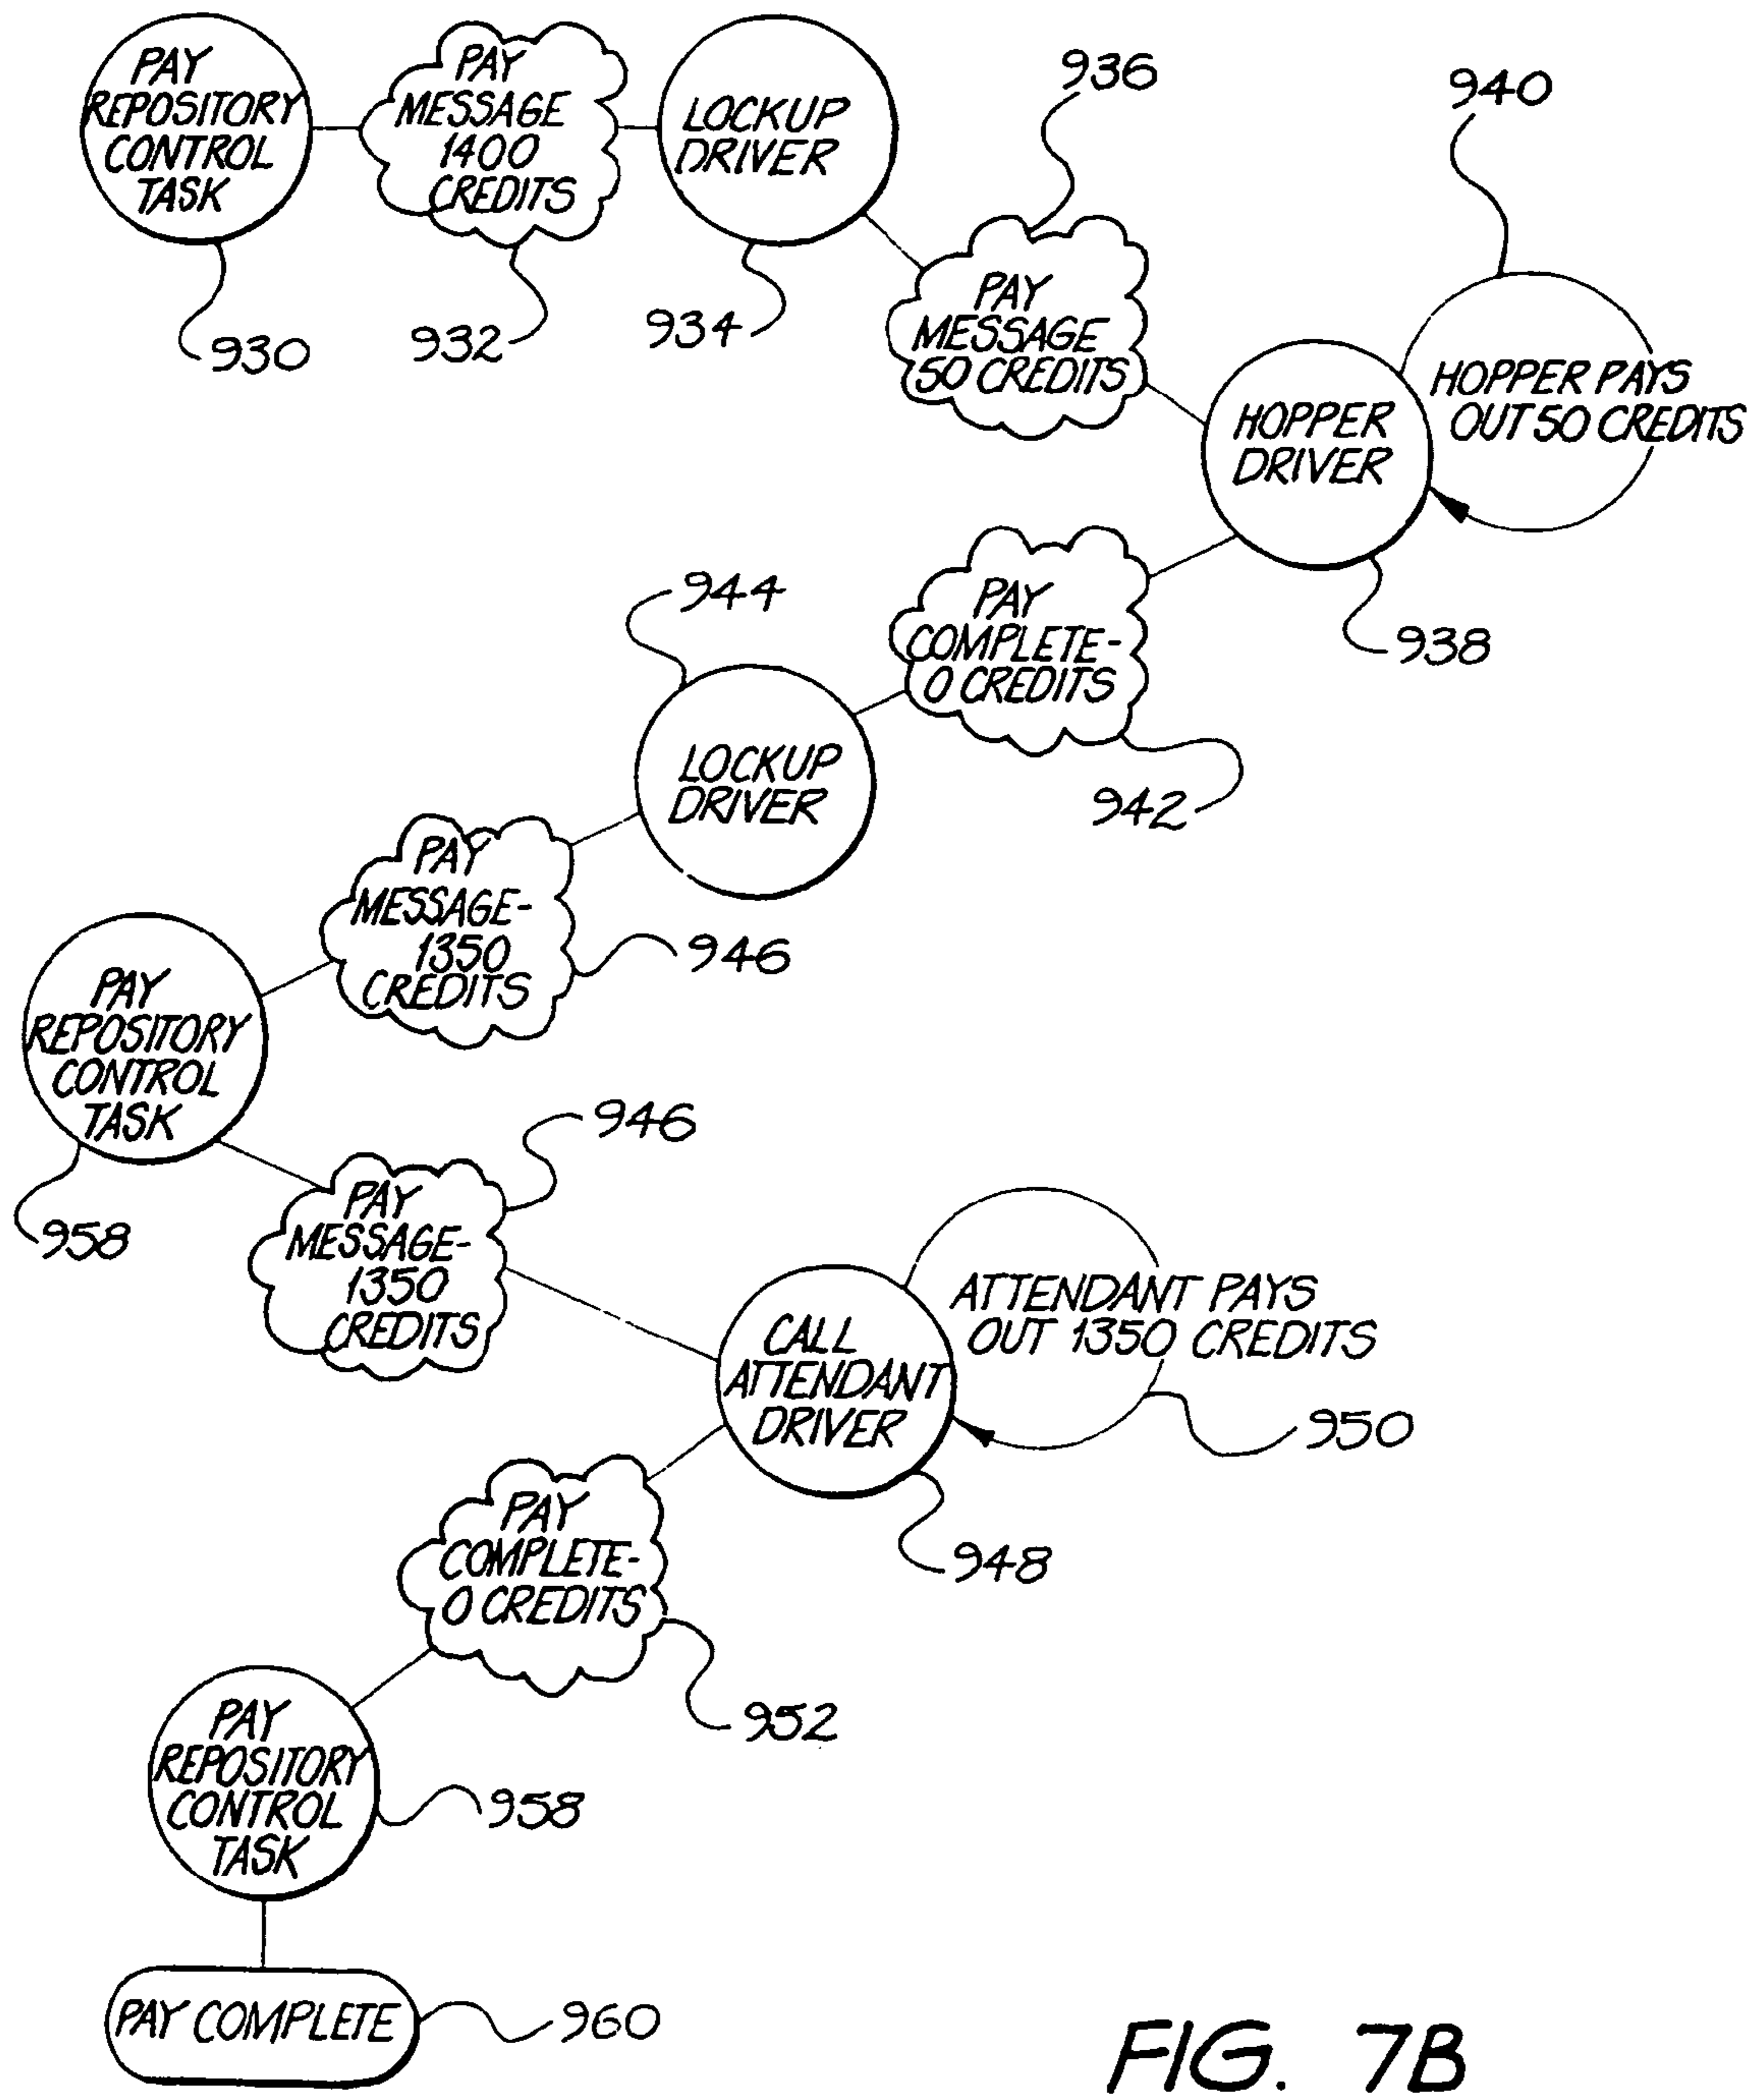 PAY
REPOSITORY
CONTROL
TASK
PAY
MESSAGE
1400
CREDITS
LOCKUP
DRIVER
936
940
930
932
934
PAY
MESSAGE
50 CREDITS
HOPPER
DRIVER
HOPPER PAYS
OUT 50 CREDITS
944
PAY
COMPLETE-
0 CREDITS
938
LOCKUP
DRIVER
942
PAY
MESSAGE-
1350
CREDITS
946
PAY
REPOSITORY
CONTROL
TASK
946
958
PAY
MESSAGE-
1350
CREDITS
CALL
ATTENDANT
DRIVER
ATTENDANT PAYS
OUT 1350 CREDITS
950
PAY
COMPLETE-
0 CREDITS
948
952
PAY
REPOSITORY
CONTROL
TASK
958
PAY COMPLETE
960
FIG. 7B